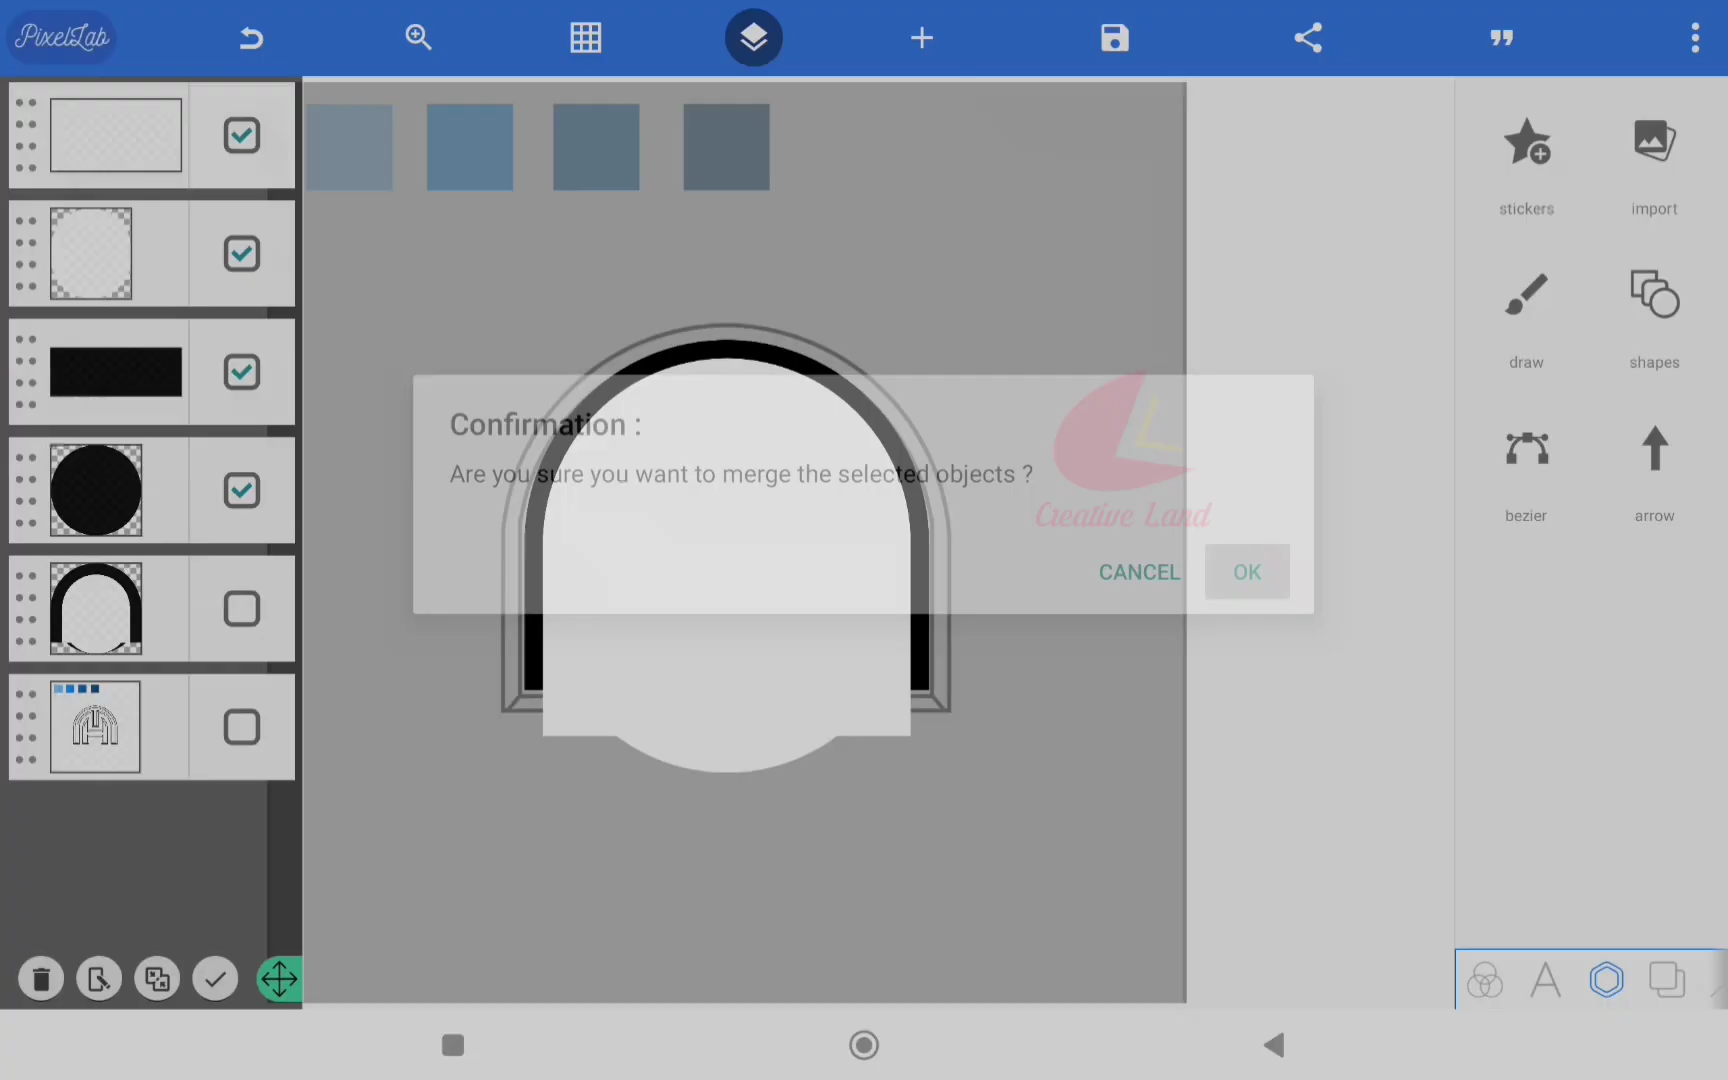 PixelLab
stickers
import
draw
shapes
Confirmation :
Are you sure you want to merge the selected objects ?
Creative Land
bezier
arrow
CANCEL
OK